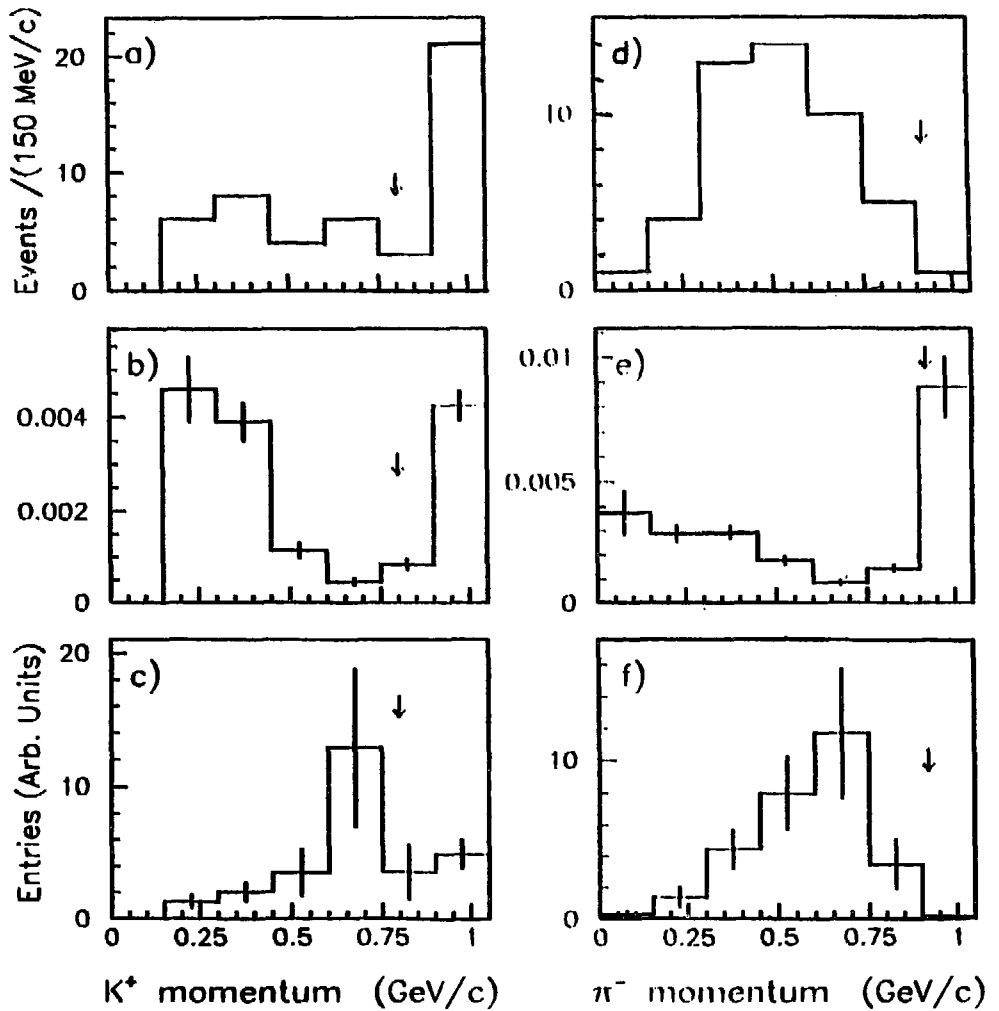 Events /(150 MeV/c)
a)
20
10
0
d)
10
0
b)
0.004
0.002
0
e)
0.01
0.005
0
Entries (Arb. Units)
c)
20
10
0
0 0.25 0.5 0.75 1
K⁺ momentum (GeV/c)
f)
10
0
0 0.25 0.5 0.75 1
π⁻ momentum (GeV/c)